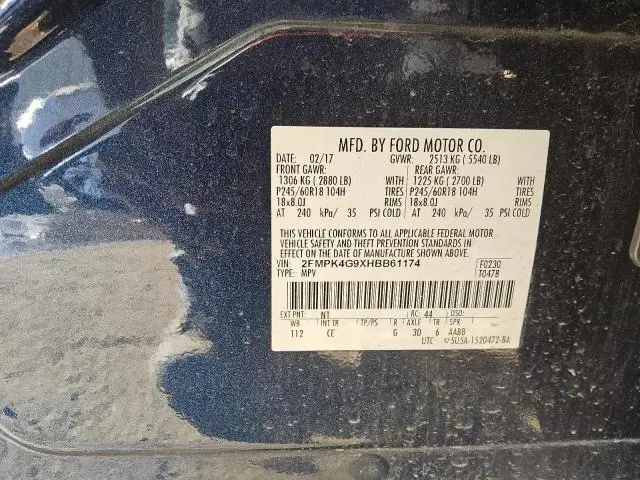 MFD. BY FORD MOTOR CO.
DATE: 02/17 GVWR: 2513 KG ( 5540 LB)
FRONT GAWR: REAR GAWR:
1306 KG ( 2880 LB) WITH 1225 KG ( 2700 LB) WITH
P245/60R18 104H TIRES P245/60R18 104H TIRES
18x8.0J RIMS 18x8.0J RIMS
AT 240 kPa/ 35 PSI COLD AT 240 kPa/ 35 PSI COLD
THIS VEHICLE CONFORMS TO ALL APPLICABLE FEDERAL MOTOR
VEHICLE SAFETY AND THEFT PREVENTION STANDARDS IN EFFECT ON
THE DATE OF MANUFACTURE SHOWN ABOVE.
VIN: 2FMPK4G9XHBB61174 F0230
TYPE: MPV T0478
EXT PNT: N1 RC: 44 DSO:
WB INT TR TP/PS R AXLE TR SPR
112 CE G 3D 6 AABB
UTC 5U5A-1520472-BA